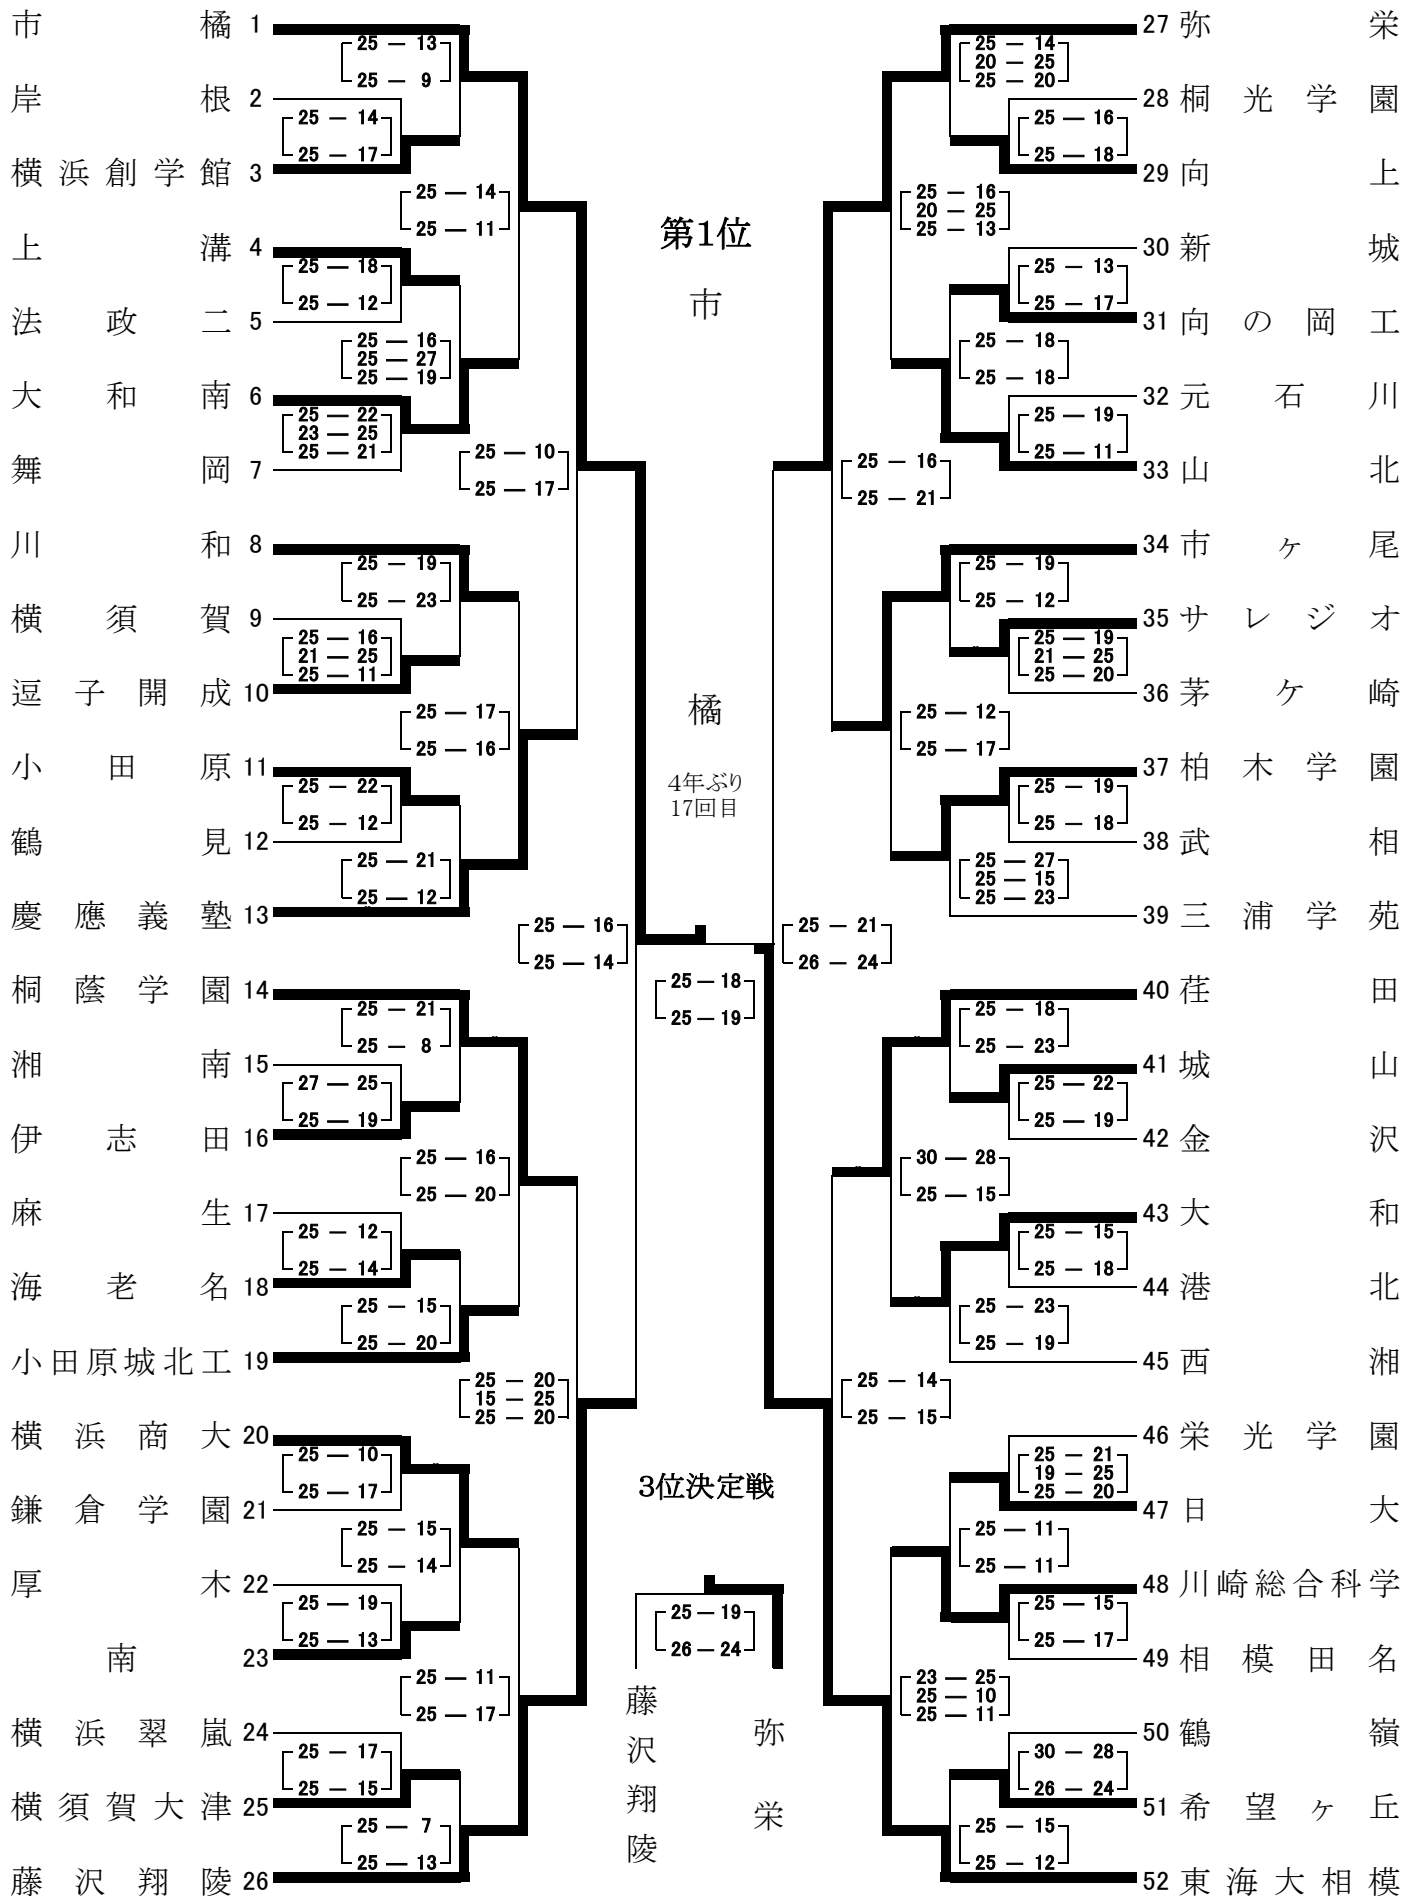 市橘 1
25 — 13
25 — 9
岸根 2
25 — 14
25 — 17
横浜創学館 3
25 — 14
25 — 11
上溝 4
25 — 18
25 — 12
法政二 5
25 — 16
25 — 27
25 — 19
大和南 6
25 — 22
23 — 25
25 — 21
舞岡 7
25 — 10
25 — 17
川和 8
25 — 19
25 — 23
横須賀 9
25 — 16
21 — 25
25 — 11
逗子開成 10
25 — 17
25 — 16
小田原 11
25 — 22
25 — 12
鶴見 12
25 — 21
25 — 12
慶應義塾 13
25 — 16
25 — 14
桐蔭学園 14
25 — 21
25 — 8
湘南 15
27 — 25
25 — 19
伊志田 16
25 — 16
25 — 20
麻生 17
25 — 12
25 — 14
海老名 18
25 — 15
25 — 20
小田原城北工 19
25 — 20
15 — 25
25 — 20
横浜商大 20
25 — 10
25 — 17
鎌倉学園 21
25 — 15
25 — 14
厚木 22
25 — 19
25 — 13
南 23
25 — 11
25 — 17
横浜翠嵐 24
25 — 17
25 — 15
横須賀大津 25
25 — 7
25 — 13
藤沢翔陵 26
第1位
市橘
4年ぶり
17回目
25 — 18
25 — 19
3位決定戦
25 — 19
26 — 24
藤沢翔陵
弥栄
27 弥栄
25 — 14
20 — 25
25 — 20
28 桐光学園
25 — 16
25 — 18
29 向上
25 — 16
20 — 25
25 — 13
30 新城
25 — 13
25 — 17
31 向の岡工
25 — 18
25 — 18
32 元石川
25 — 19
25 — 11
33 山北
25 — 16
25 — 21
34 市ヶ尾
25 — 19
25 — 12
35 サレジオ
25 — 19
21 — 25
25 — 20
36 茅ケ崎
25 — 12
25 — 17
37 柏木学園
25 — 19
25 — 18
38 武相
25 — 27
25 — 15
25 — 23
39 三浦学苑
25 — 21
26 — 24
40 荏田
25 — 18
25 — 23
41 城山
25 — 22
25 — 19
42 金沢
30 — 28
25 — 15
43 大和
25 — 15
25 — 18
44 港北
25 — 23
25 — 19
45 西湘
25 — 14
25 — 15
46 栄光学園
25 — 21
19 — 25
25 — 20
47 日大
25 — 11
25 — 11
48 川崎総合科学
25 — 15
25 — 17
49 相模田名
23 — 25
25 — 10
25 — 11
50 鶴嶺
30 — 28
26 — 24
51 希望ヶ丘
25 — 15
25 — 12
52 東海大相模